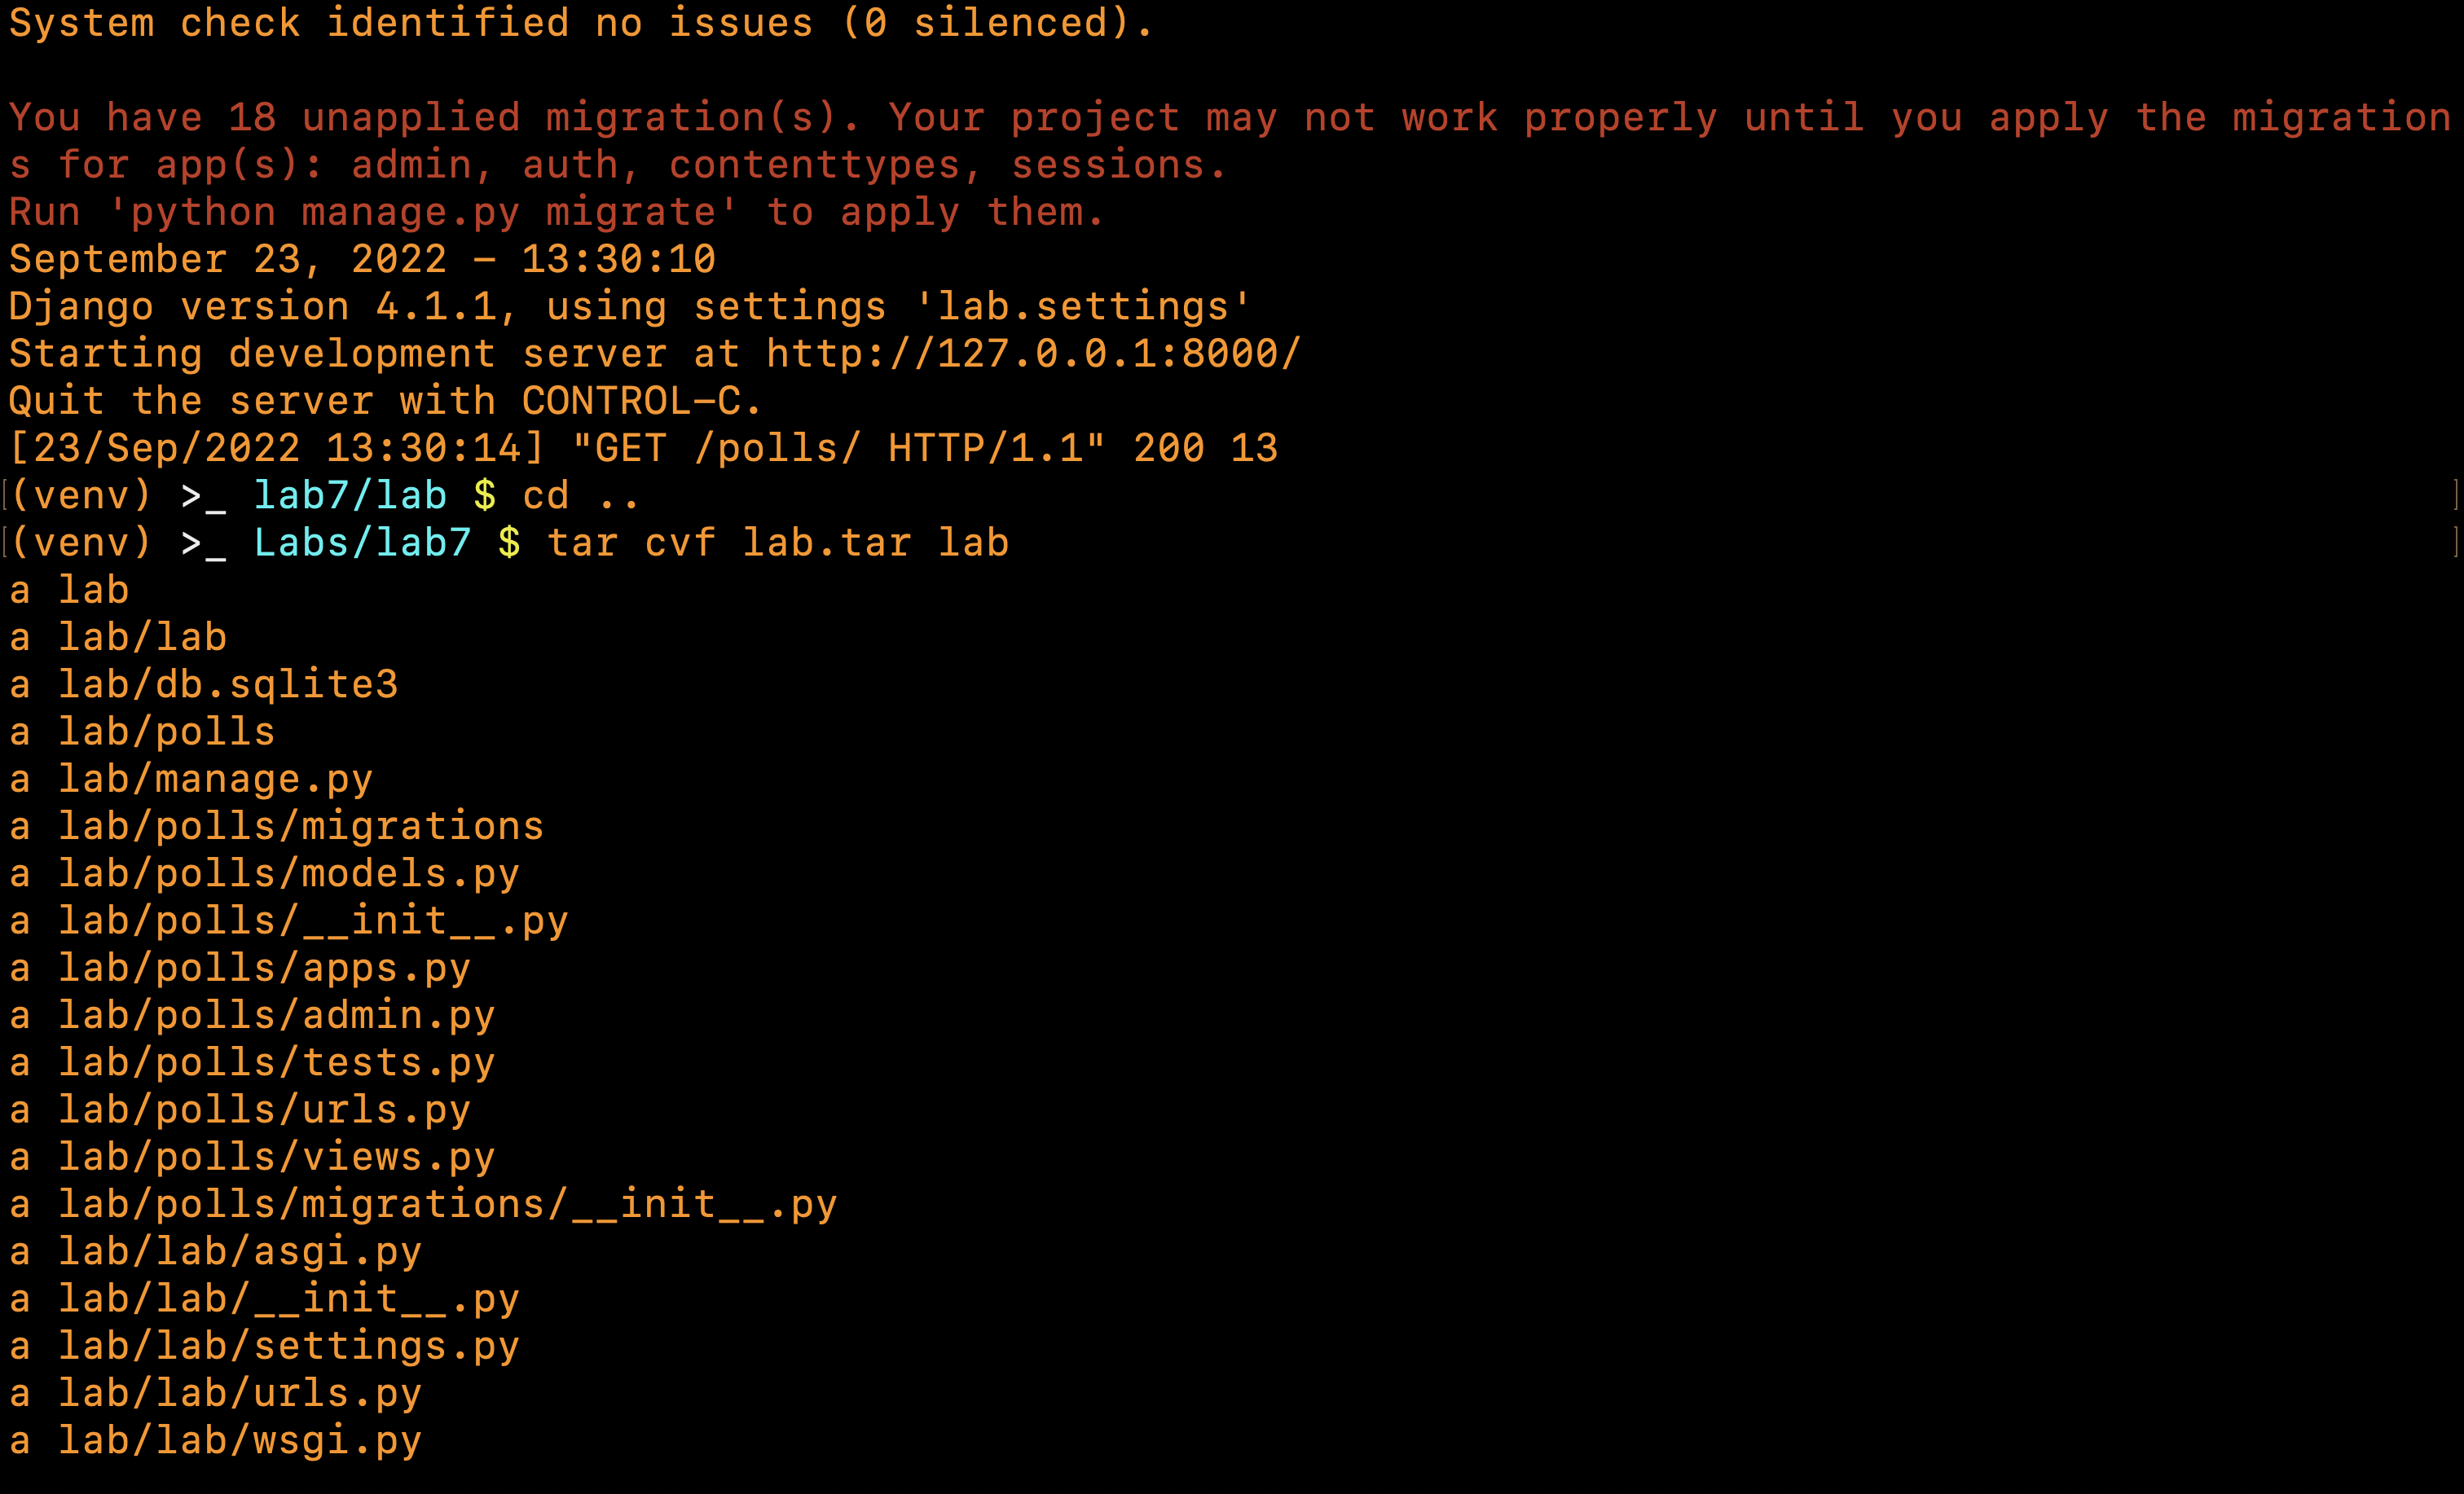 System check identified no issues (0 silenced).
You have 18 unapplied migration(s). Your project may not work properly until you apply the migration
s for app(s): admin, auth, contenttypes, sessions.
Run 'python manage.py migrate' to apply them.
September 23, 2022 - 13:30:10
Django version 4.1.1, using settings 'lab.settings'
Starting development server at http://127.0.0.1:8000/
Quit the server with CONTROL-C.
[23/Sep/2022 13:30:14] "GET /polls/ HTTP/1.1" 200 13
[(venv) >_ lab7/lab $ cd .. ]
[(venv) >_ Labs/lab7 $ tar cvf lab.tar lab ]
a lab
a lab/lab
a lab/db.sqlite3
a lab/polls
a lab/manage.py
a lab/polls/migrations
a lab/polls/models.py
a lab/polls/__init__.py
a lab/polls/apps.py
a lab/polls/admin.py
a lab/polls/tests.py
a lab/polls/urls.py
a lab/polls/views.py
a lab/polls/migrations/__init__.py
a lab/lab/asgi.py
a lab/lab/__init__.py
a lab/lab/settings.py
a lab/lab/urls.py
a lab/lab/wsgi.py